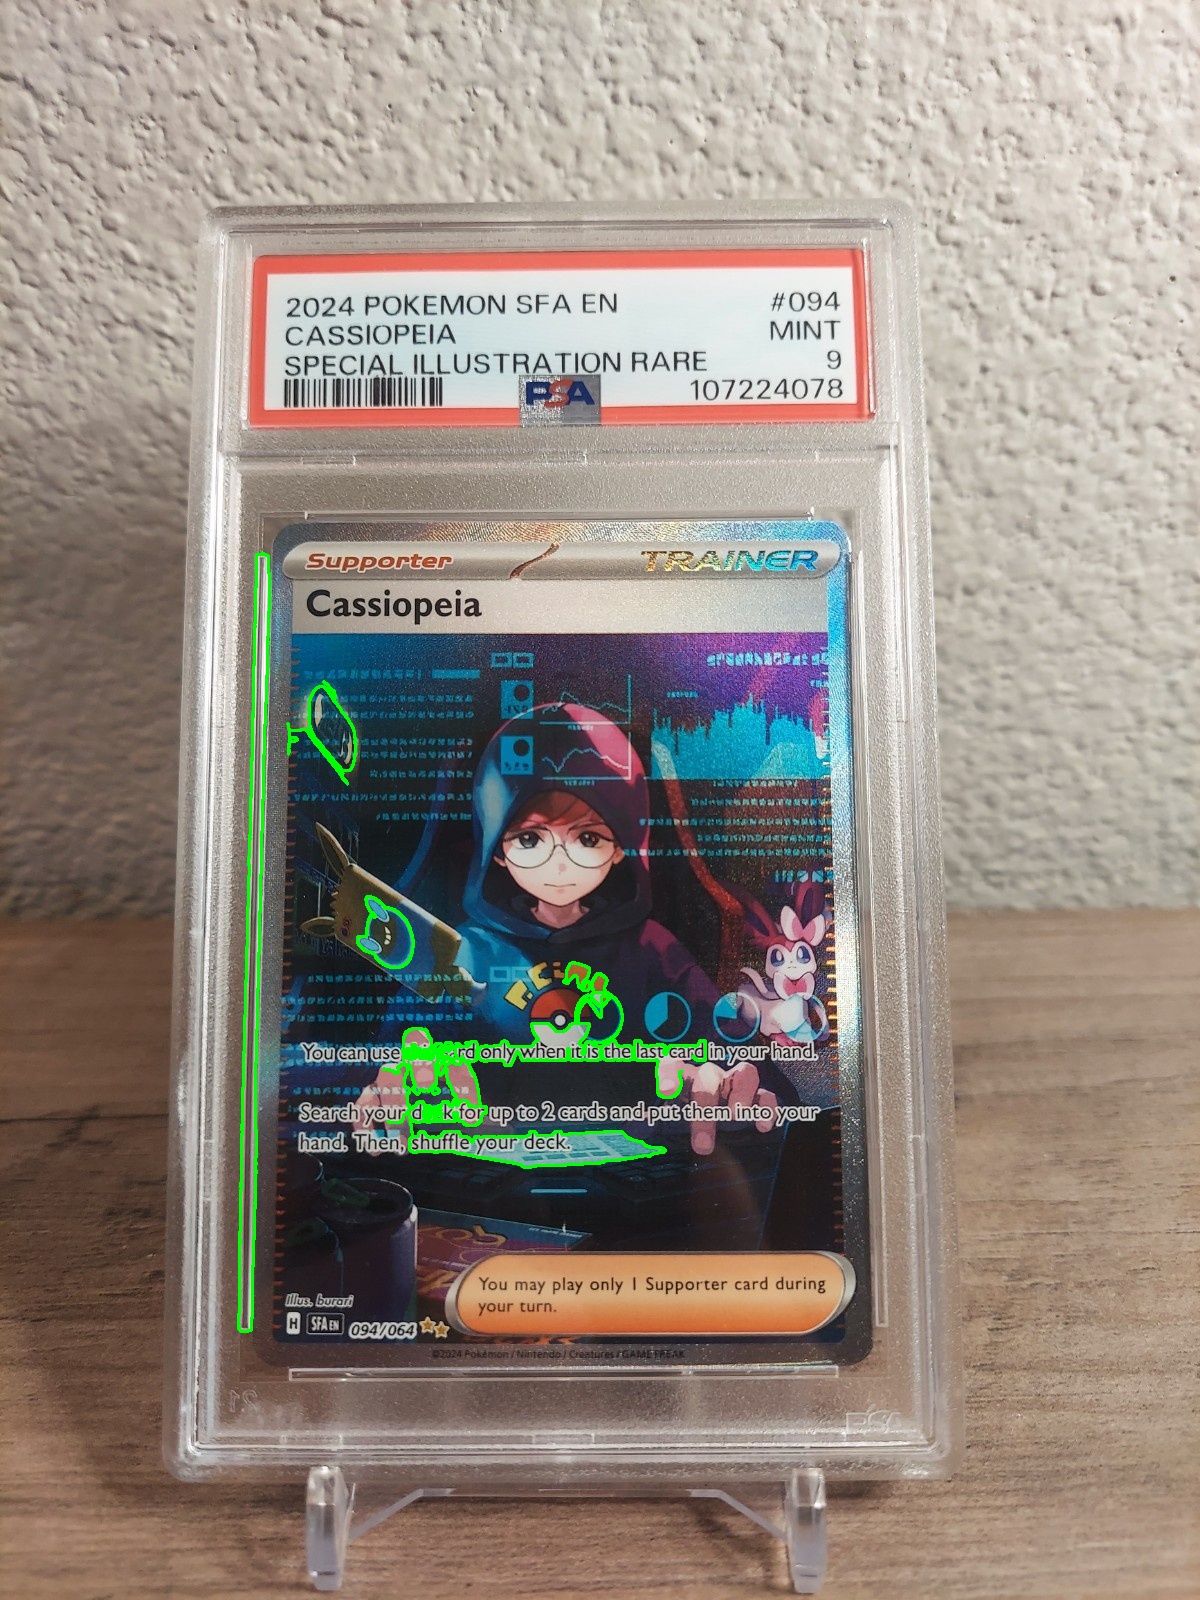 2024 POKEMON SFA EN #094
CASSIOPEIA MINT
SPECIAL ILLUSTRATION RARE 9
PSA 107224078
Supporter TRAINER
Cassiopeia
You can use card only when it is the last card in your hand.
Search your deck for up to 2 cards and put them into your
hand. Then, shuffle your deck.
You may play only 1 Supporter card during
your turn.
Illus. burari
H SFA EN 094/064
©2024 Pokémon / Nintendo / Creatures / GAME FREAK
PSA